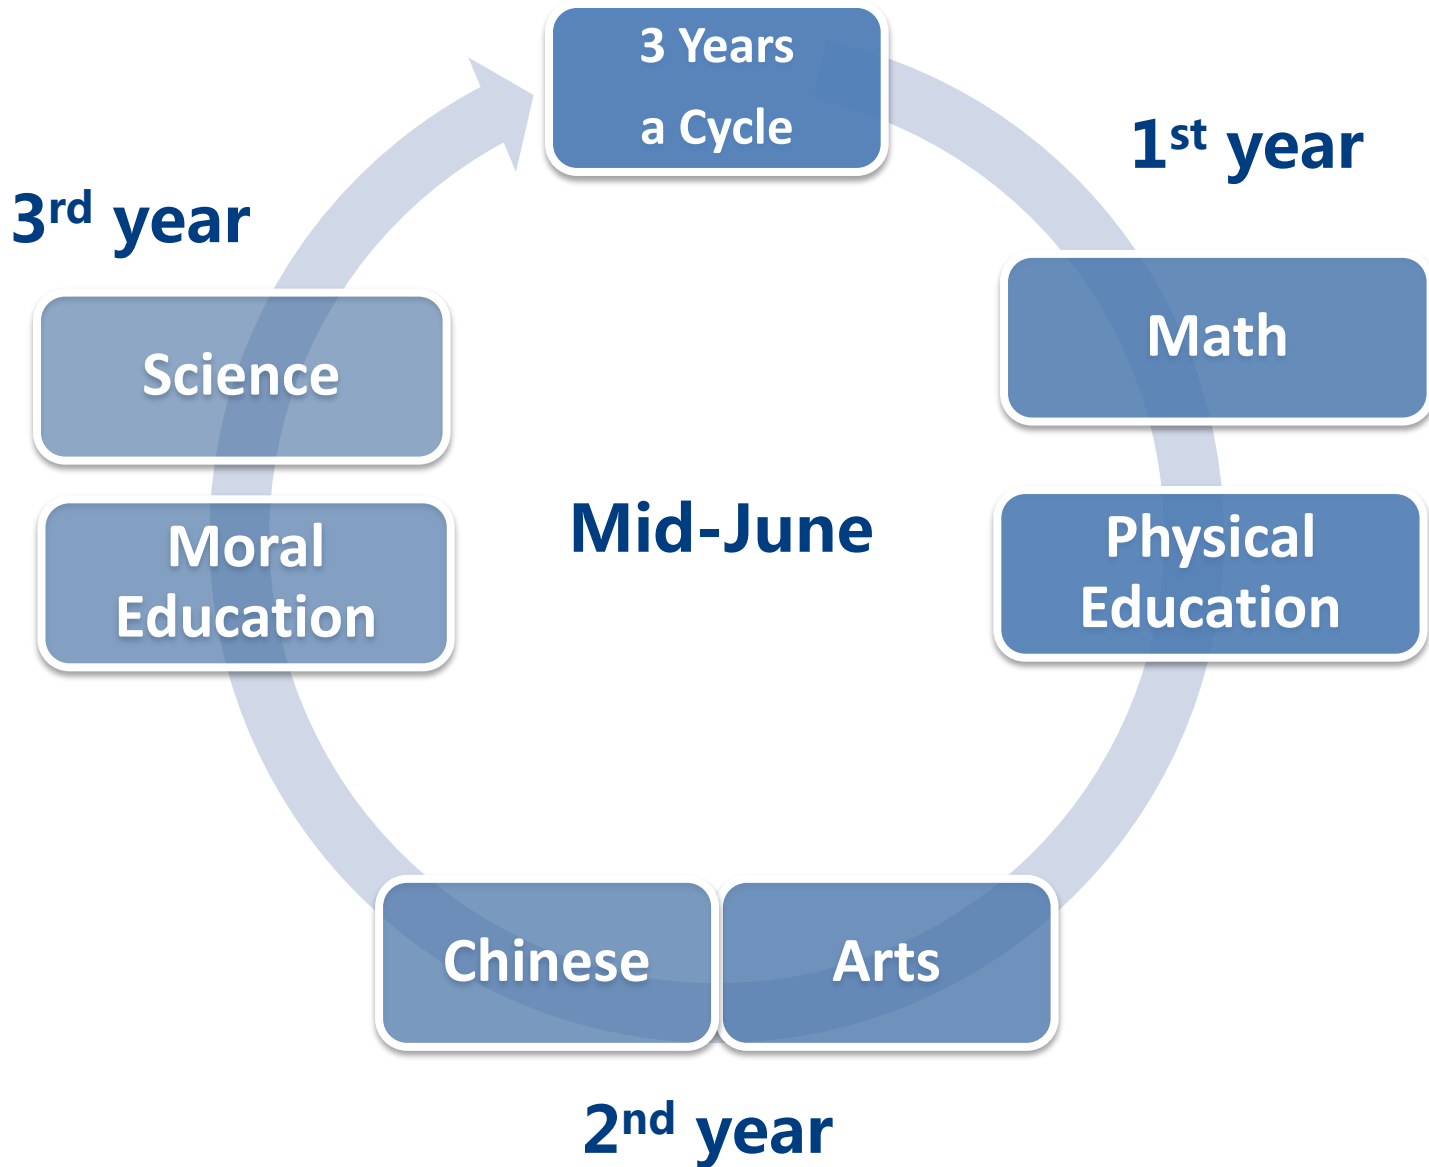 3 Years
a Cycle
1st year
Math
Physical
Education
Arts
Chinese
2nd year
3rd year
Science
Moral
Education
Mid-June